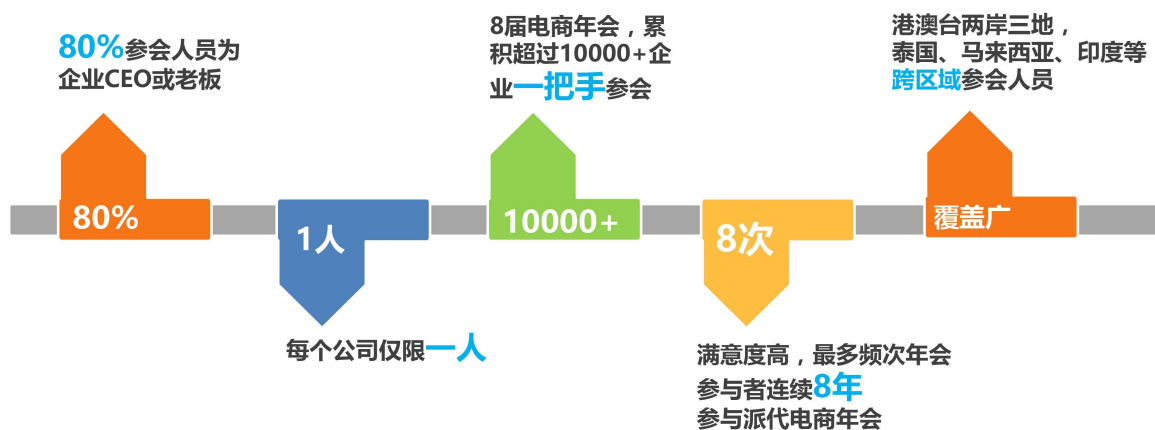 80%参会人员为
企业CEO或老板
8届电商年会，累
积超过10000+企
业一把手参会
港澳台两岸三地，
泰国、马来西亚、印度等
跨区域参会人员
80%
1人
10000+
8次
覆盖广
每个公司仅限一人
满意度高，最多频次年会
参与者连续8年
参与派代电商年会